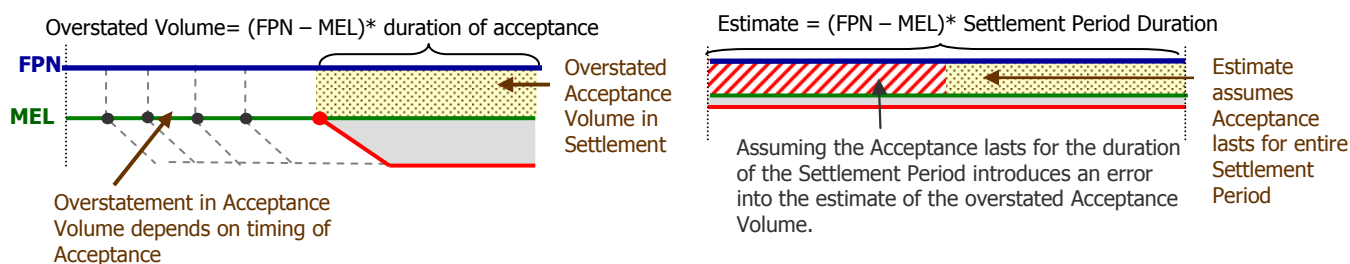 Overstated Volume= (FPN – MEL)* duration of acceptance
FPN
MEL
Overstated
Acceptance
Volume in
Settlement
Overstatement in Acceptance
Volume depends on timing of
Acceptance
Estimate = (FPN – MEL)* Settlement Period Duration
Estimate
assumes
Acceptance
lasts for entire
Settlement
Period
Assuming the Acceptance lasts for the duration
of the Settlement Period introduces an error
into the estimate of the overstated Acceptance
Volume.